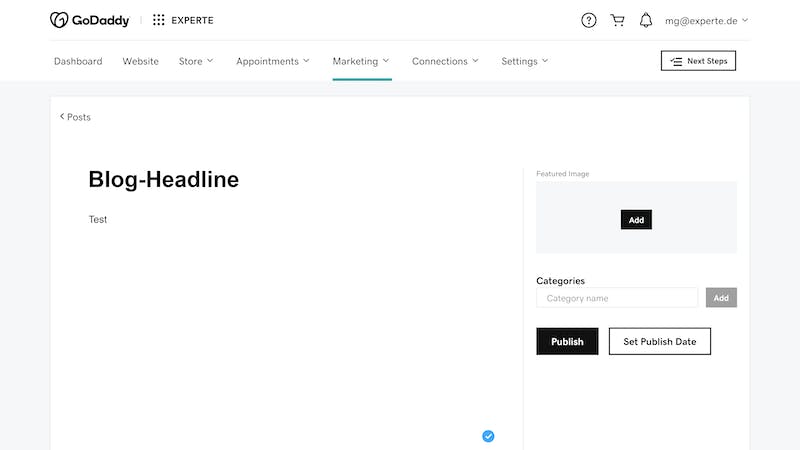 GoDaddy EXPERTE mg@experte.de
Dashboard Website Store Appointments Marketing Connections Settings Next Steps
Posts
Blog-Headline
Test
Featured Image
Add
Categories
Category name Add
Publish Set Publish Date